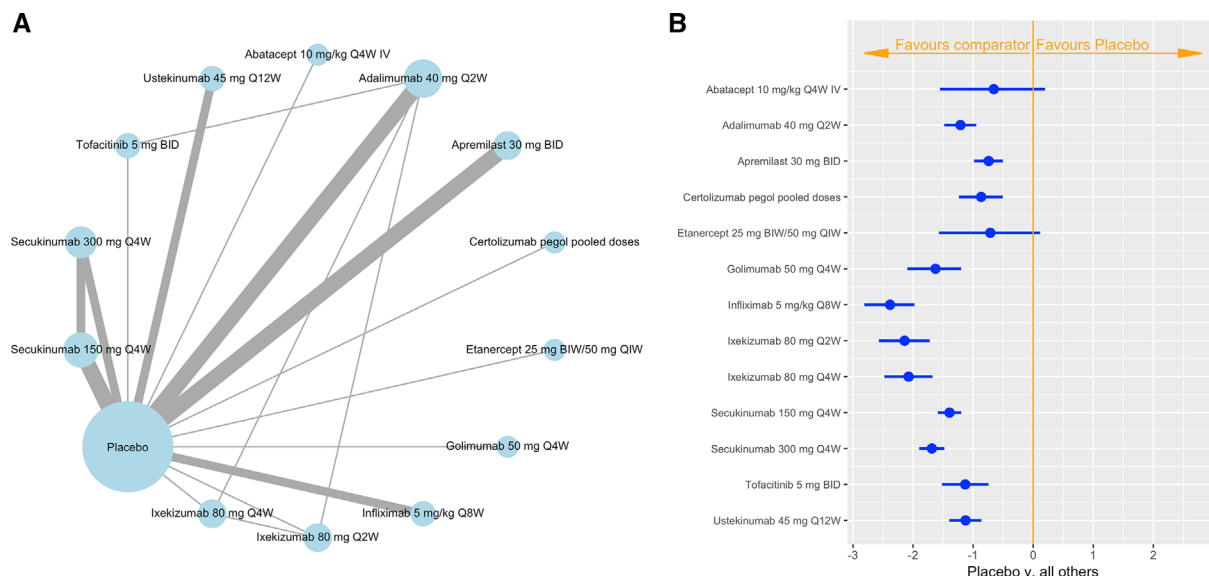 A
Abatacept 10 mg/kg Q4W IV
Ustekinumab 45 mg Q12W
Adalimumab 40 mg Q2W
Tofacitinib 5 mg BID
Apremilast 30 mg BID
Secukinumab 300 mg Q4W
Certolizumab pegol pooled doses
Secukinumab 150 mg Q4W
Etanercept 25 mg BIW/50 mg QIW
Placebo
Golimumab 50 mg Q4W
Ixekizumab 80 mg Q4W
Infliximab 5 mg/kg Q8W
Ixekizumab 80 mg Q2W
B
Favours comparator
Favours Placebo
Abatacept 10 mg/kg Q4W IV
Adalimumab 40 mg Q2W
Apremilast 30 mg BID
Certolizumab pegol pooled doses
Etanercept 25 mg BIW/50 mg QIW
Golimumab 50 mg Q4W
Infliximab 5 mg/kg Q8W
Ixekizumab 80 mg Q2W
Ixekizumab 80 mg Q4W
Secukinumab 150 mg Q4W
Secukinumab 300 mg Q4W
Tofacitinib 5 mg BID
Ustekinumab 45 mg Q12W
-3 -2 -1 0 1 2
Placebo v. all others